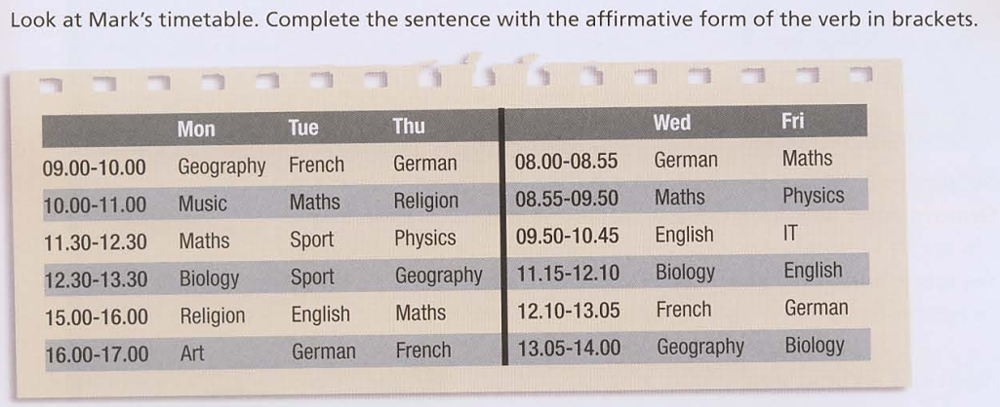 Look at Mark's timetable. Complete the sentence with the affirmative form of the verb in brackets.
Mon Tue Thu Wed Fri
09.00-10.00 Geography French German 08.00-08.55 German Maths
10.00-11.00 Music Maths Religion 08.55-09.50 Maths Physics
11.30-12.30 Maths Sport Physics 09.50-10.45 English IT
12.30-13.30 Biology Sport Geography 11.15-12.10 Biology English
15.00-16.00 Religion English Maths 12.10-13.05 French German
16.00-17.00 Art German French 13.05-14.00 Geography Biology